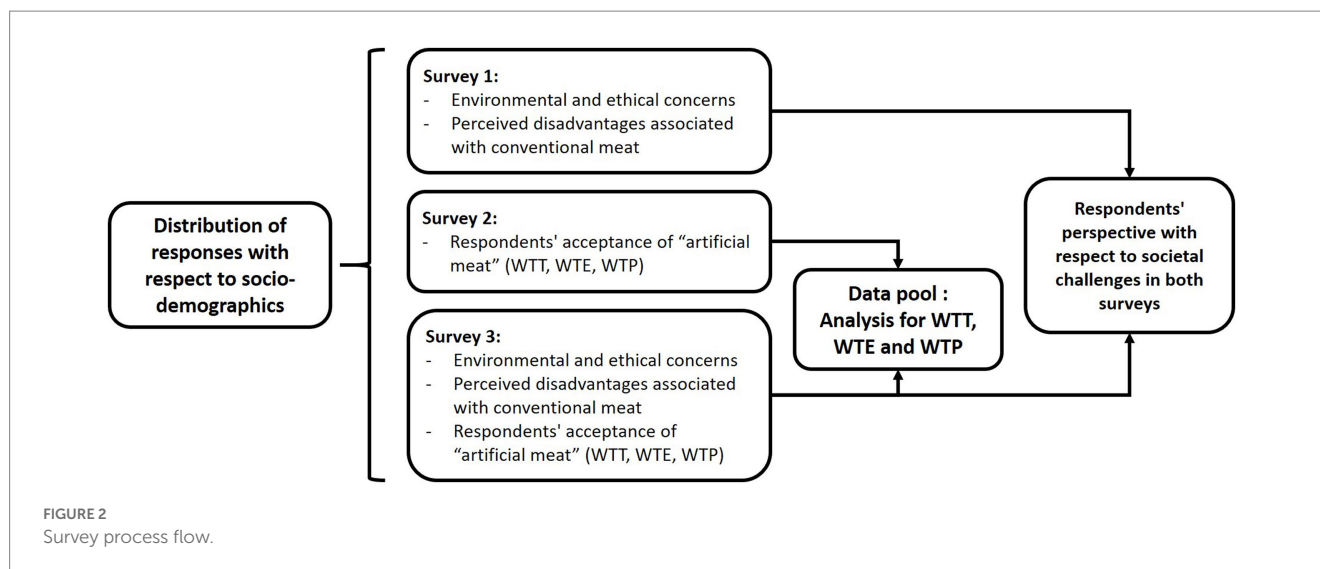 Distribution of
responses with
respect to socio-
demographics
Survey 1:
- Environmental and ethical concerns
- Perceived disadvantages associated
with conventional meat
Survey 2:
- Respondents' acceptance of “artificial
meat” (WTT, WTE, WTP)
Survey 3:
- Environmental and ethical concerns
- Perceived disadvantages associated
with conventional meat
- Respondents' acceptance of
“artificial meat” (WTT, WTE, WTP)
Data pool :
Analysis for WTT,
WTE and WTP
Respondents'
perspective with
respect to societal
challenges in both
surveys
FIGURE 2
Survey process flow.